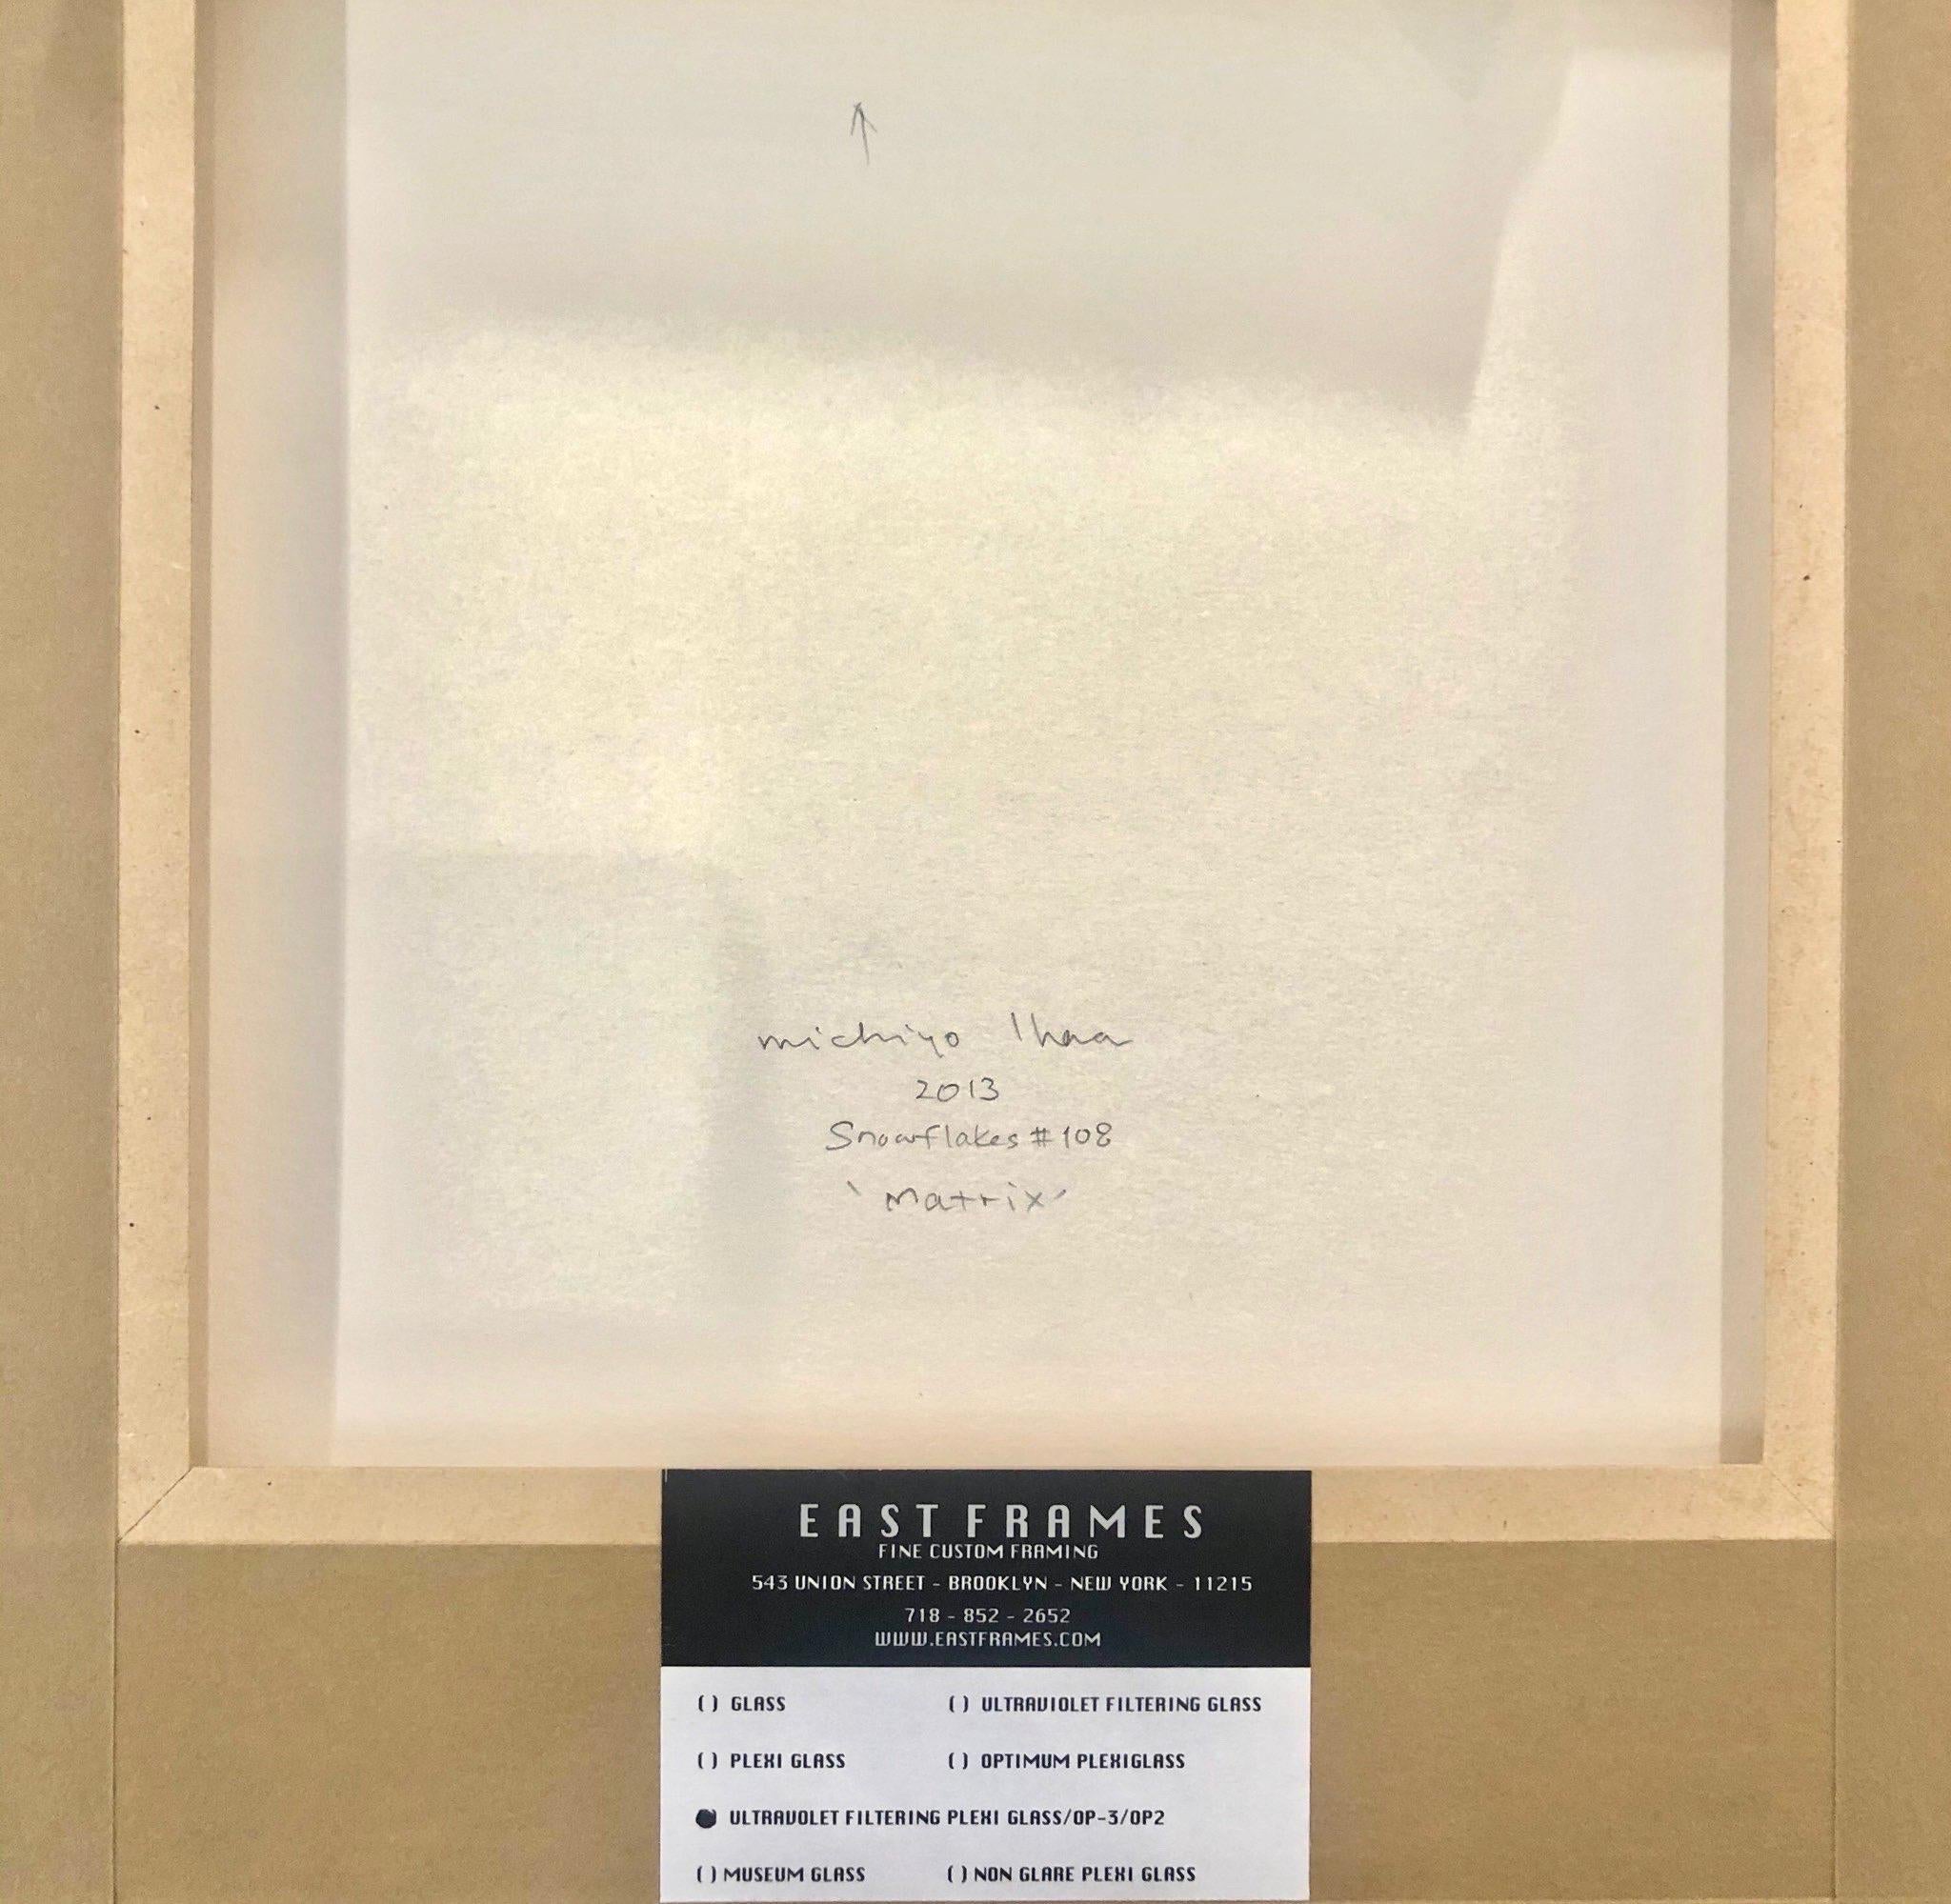 michiyo Ihaa
2013
Snowflakes #108
'Matrix'
EAST FRAMES
FINE CUSTOM FRAMING
543 UNION STREET - BROOKLYN - NEW YORK - 11215
718 - 852 - 2652
WWW.EASTFRAMES.COM
( ) GLASS ( ) ULTRAVIOLET FILTERING GLASS
( ) PLEXI GLASS ( ) OPTIMUM PLEXIGLASS
● ULTRAVOLET FILTERING PLEXI GLASS/OP-3/OP2
( ) MUSEUM GLASS ( ) NON GLARE PLEXI GLASS